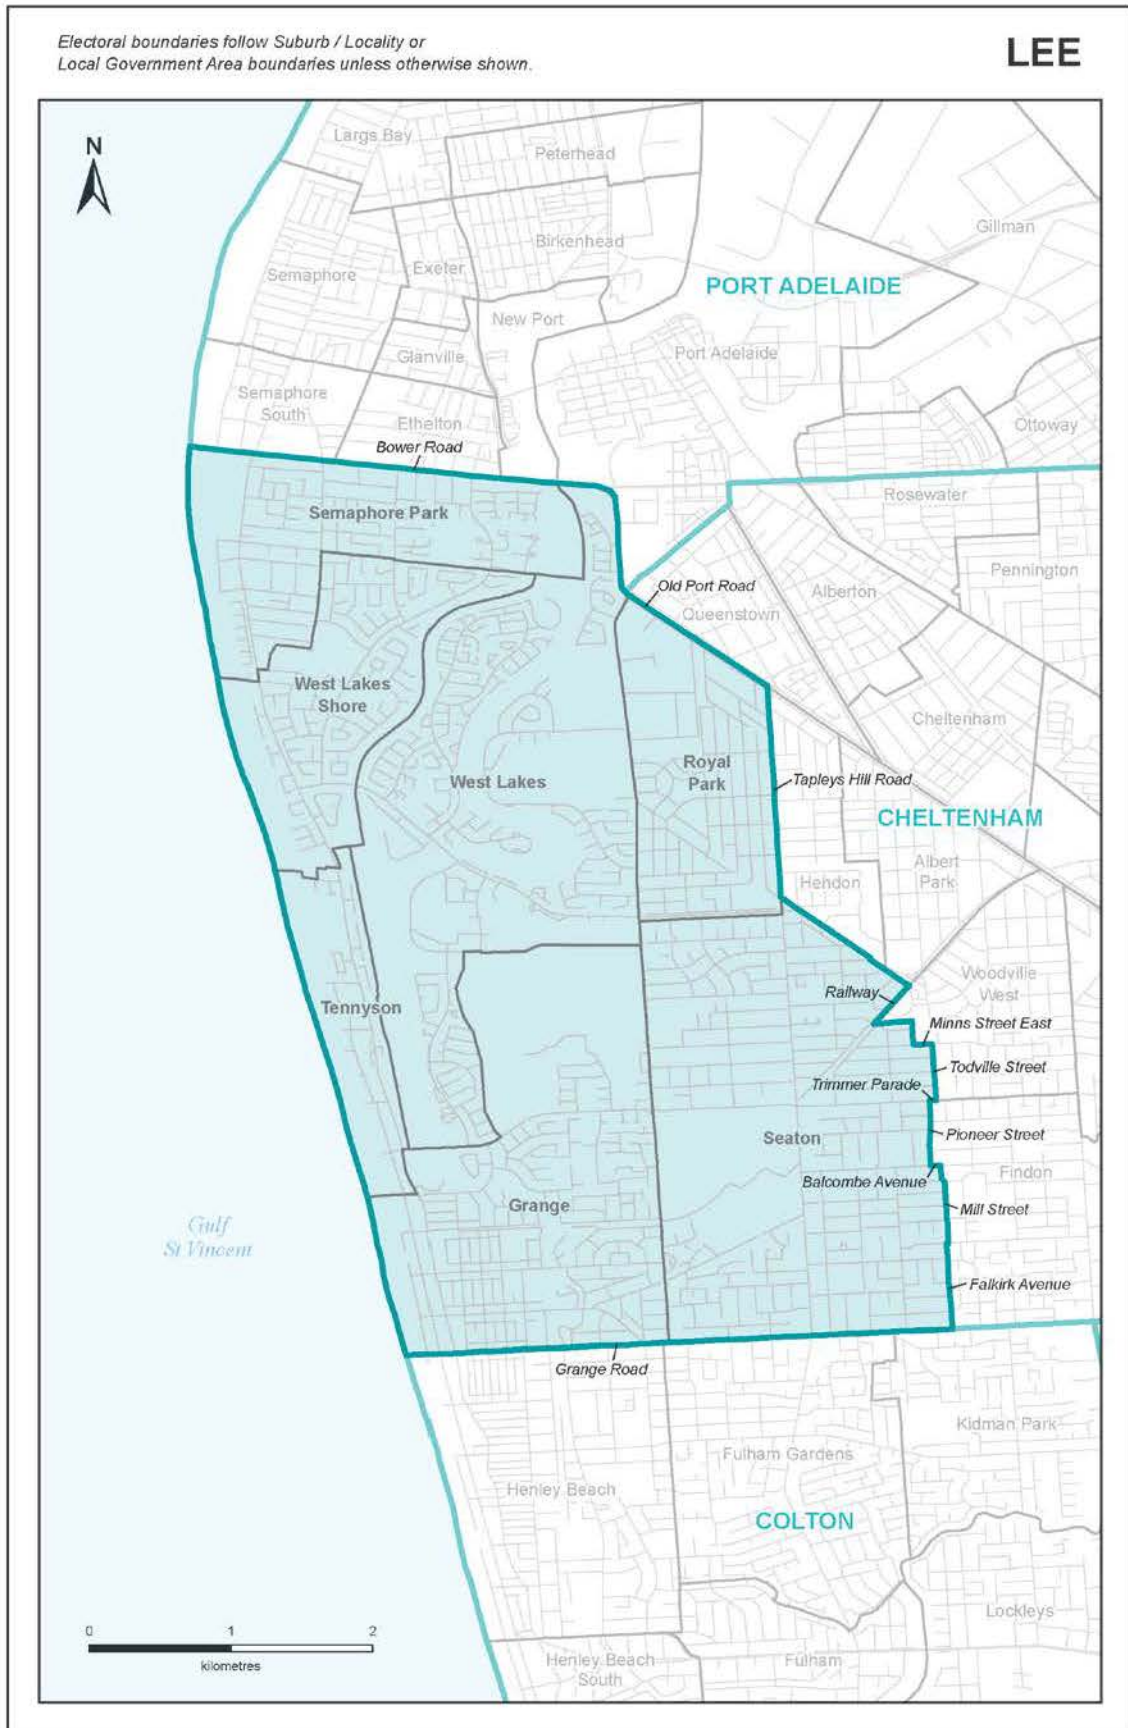 Electoral boundaries follow Suburb / Locality or
Local Government Area boundaries unless otherwise shown.
LEE
N
Largs Bay
Peterhead
Gillman
Birkenhead
Semaphore
Exeter
PORT ADELAIDE
New Port
Glanville
Port Adelaide
Semaphore
South
Ethelton
Ottoway
Bower Road
Rosewater
Semaphore Park
Pennington
Old Port Road
Alberton
Queenstown
West Lakes
Shore
Cheltenham
West Lakes
Royal
Park
Tapleys Hill Road
CHELTENHAM
Albert
Park
Hendon
Woodville
West
Railway
Tennyson
Minns Street East
Todville Street
Trimmer Parade
Seaton
Pioneer Street
Findon
Balcombe Avenue
Grange
Mill Street
Gulf
St Vincent
Falkirk Avenue
Grange Road
Kidman Park
Fulham Gardens
Henley Beach
COLTON
Lockleys
0 1 2
kilometres
Henley Beach
South
Fulham